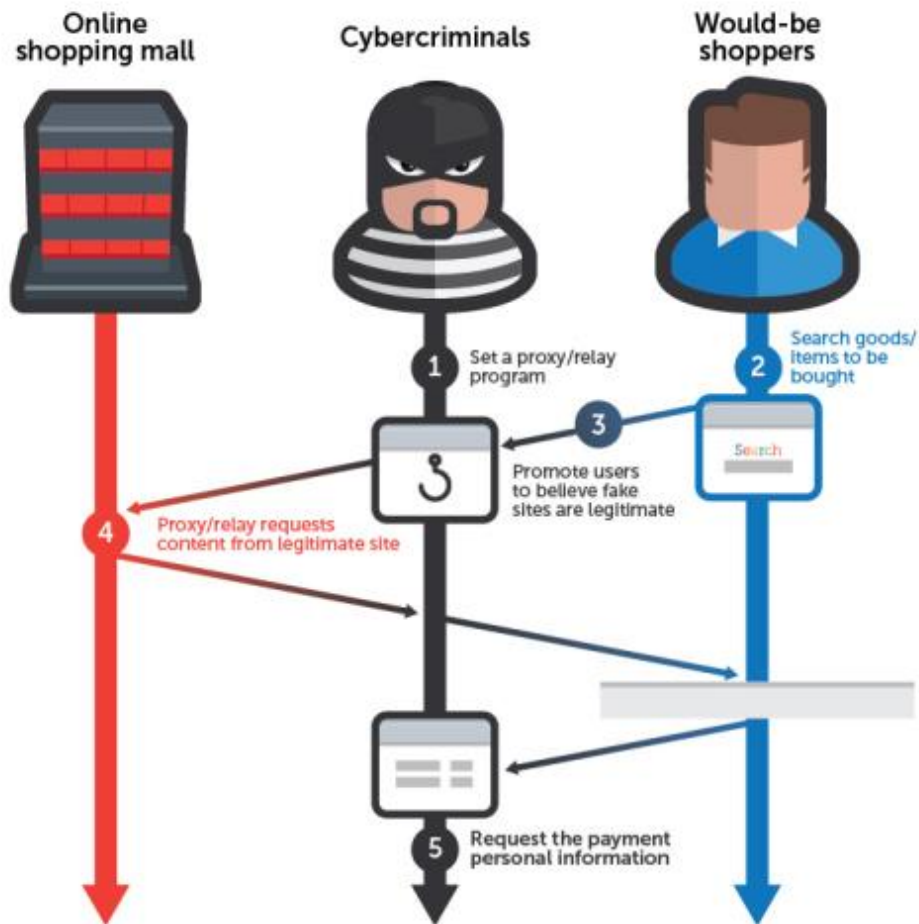 Online
shopping mall
Cybercriminals
Would-be
shoppers
1
Set a proxy/relay
program
2
Search goods/
items to be
bought
3
Search
Promote users
to believe fake
sites are legitimate
4
Proxy/relay requests
content from legitimate site
5
Request the payment
personal information